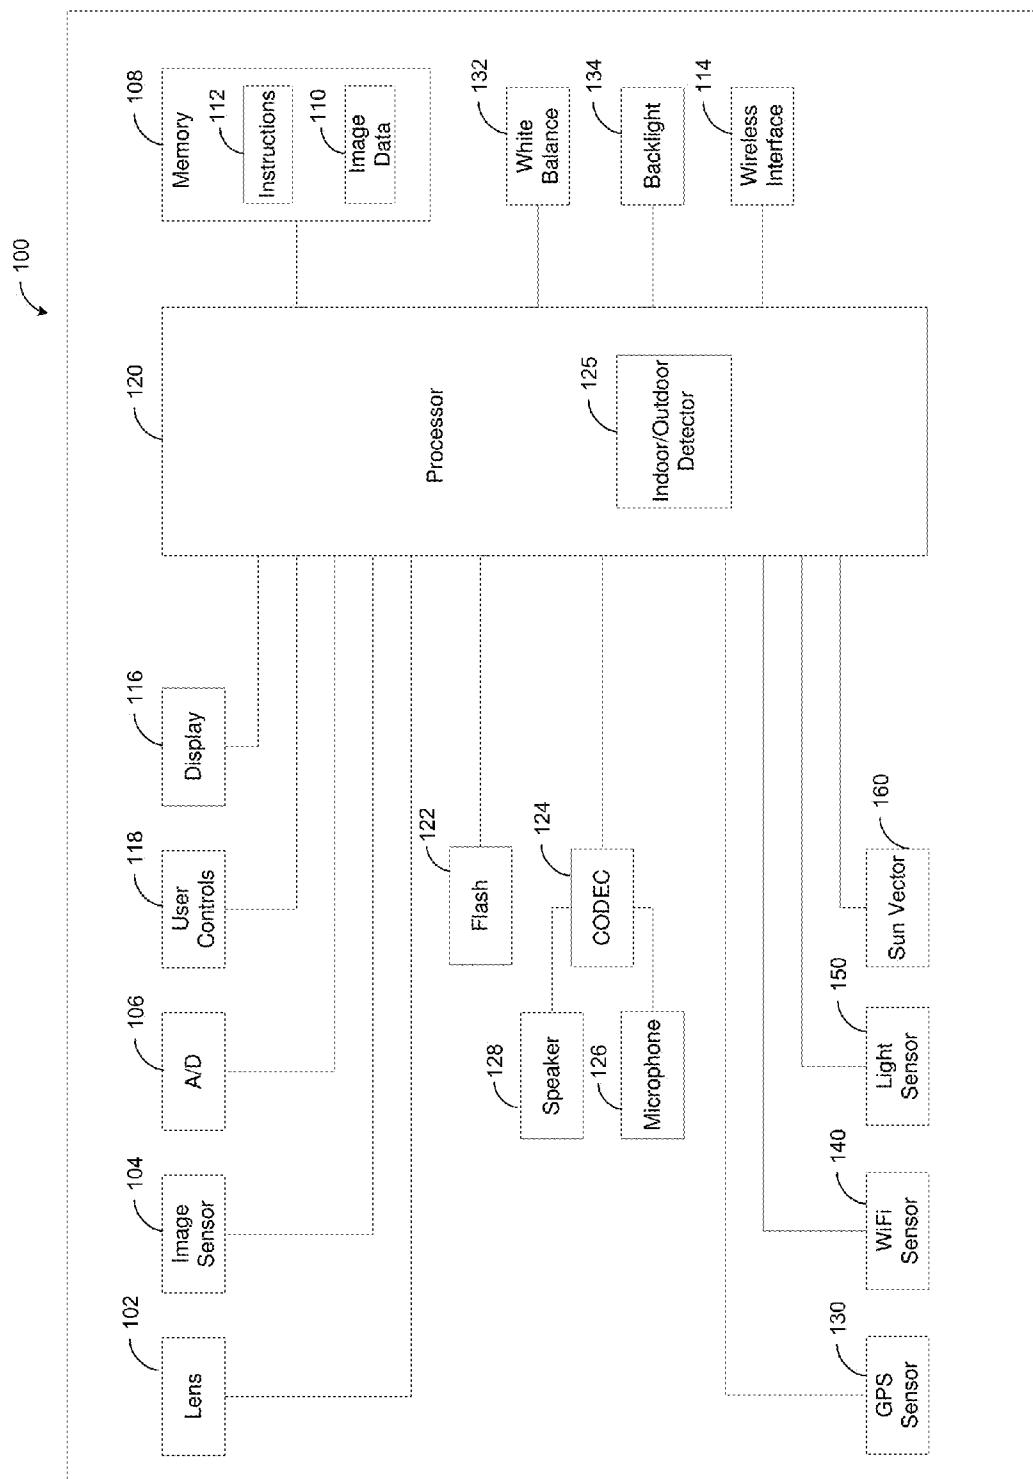 100
102
Lens
104
Image
Sensor
106
A/D
118
User
Controls
116
Display
120
Processor
125
Indoor/Outdoor
Detector
108
Memory
112
Instructions
110
Image
Data
122
Flash
128
Speaker
124
CODEC
126
Microphone
132
White
Balance
134
Backlight
114
Wireless
Interface
130
GPS
Sensor
140
WiFi
Sensor
150
Light
Sensor
160
Sun Vector